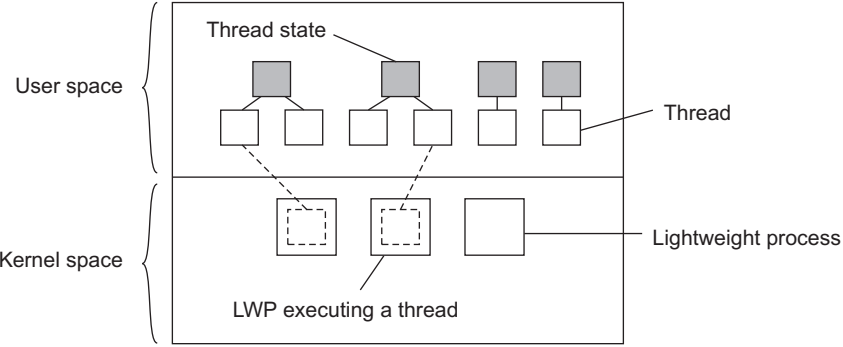 Thread state
User space
Thread
Lightweight process
Kernel space
LWP executing a thread